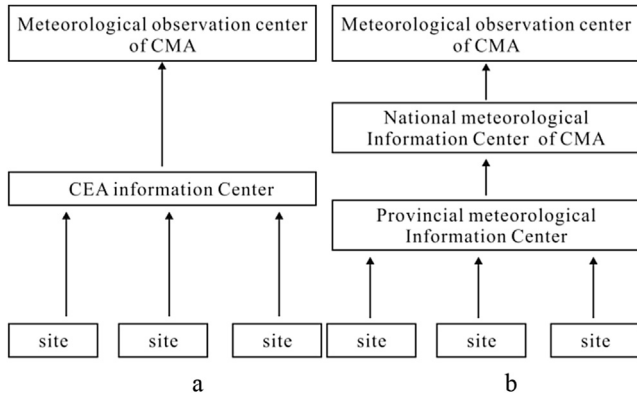 Meteorological observation center
of CMA
CEA information Center
site
site
site
a
Meteorological observation center
of CMA
National meteorological
Information Center of CMA
Provincial meteorological
Information Center
site
site
site
b